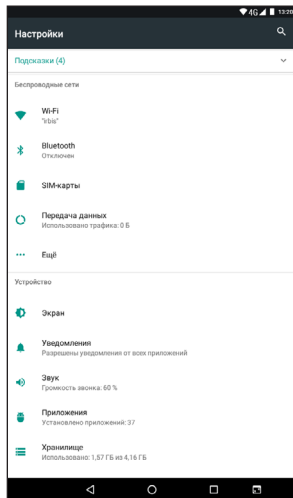 4G 13:20
Настройки
Подсказки (4)
Беспроводные сети
Wi-Fi
"irbis"
Bluetooth
Отключен
SIM-карты
Передача данных
Использовано трафика: 0 Б
Ещё
Устройство
Экран
Уведомления
Разрешены уведомления от всех приложений
Звук
Громкость звонка: 60 %
Приложения
Установлено приложений: 37
Хранилище
Использовано: 1,57 ГБ из 4,16 ГБ